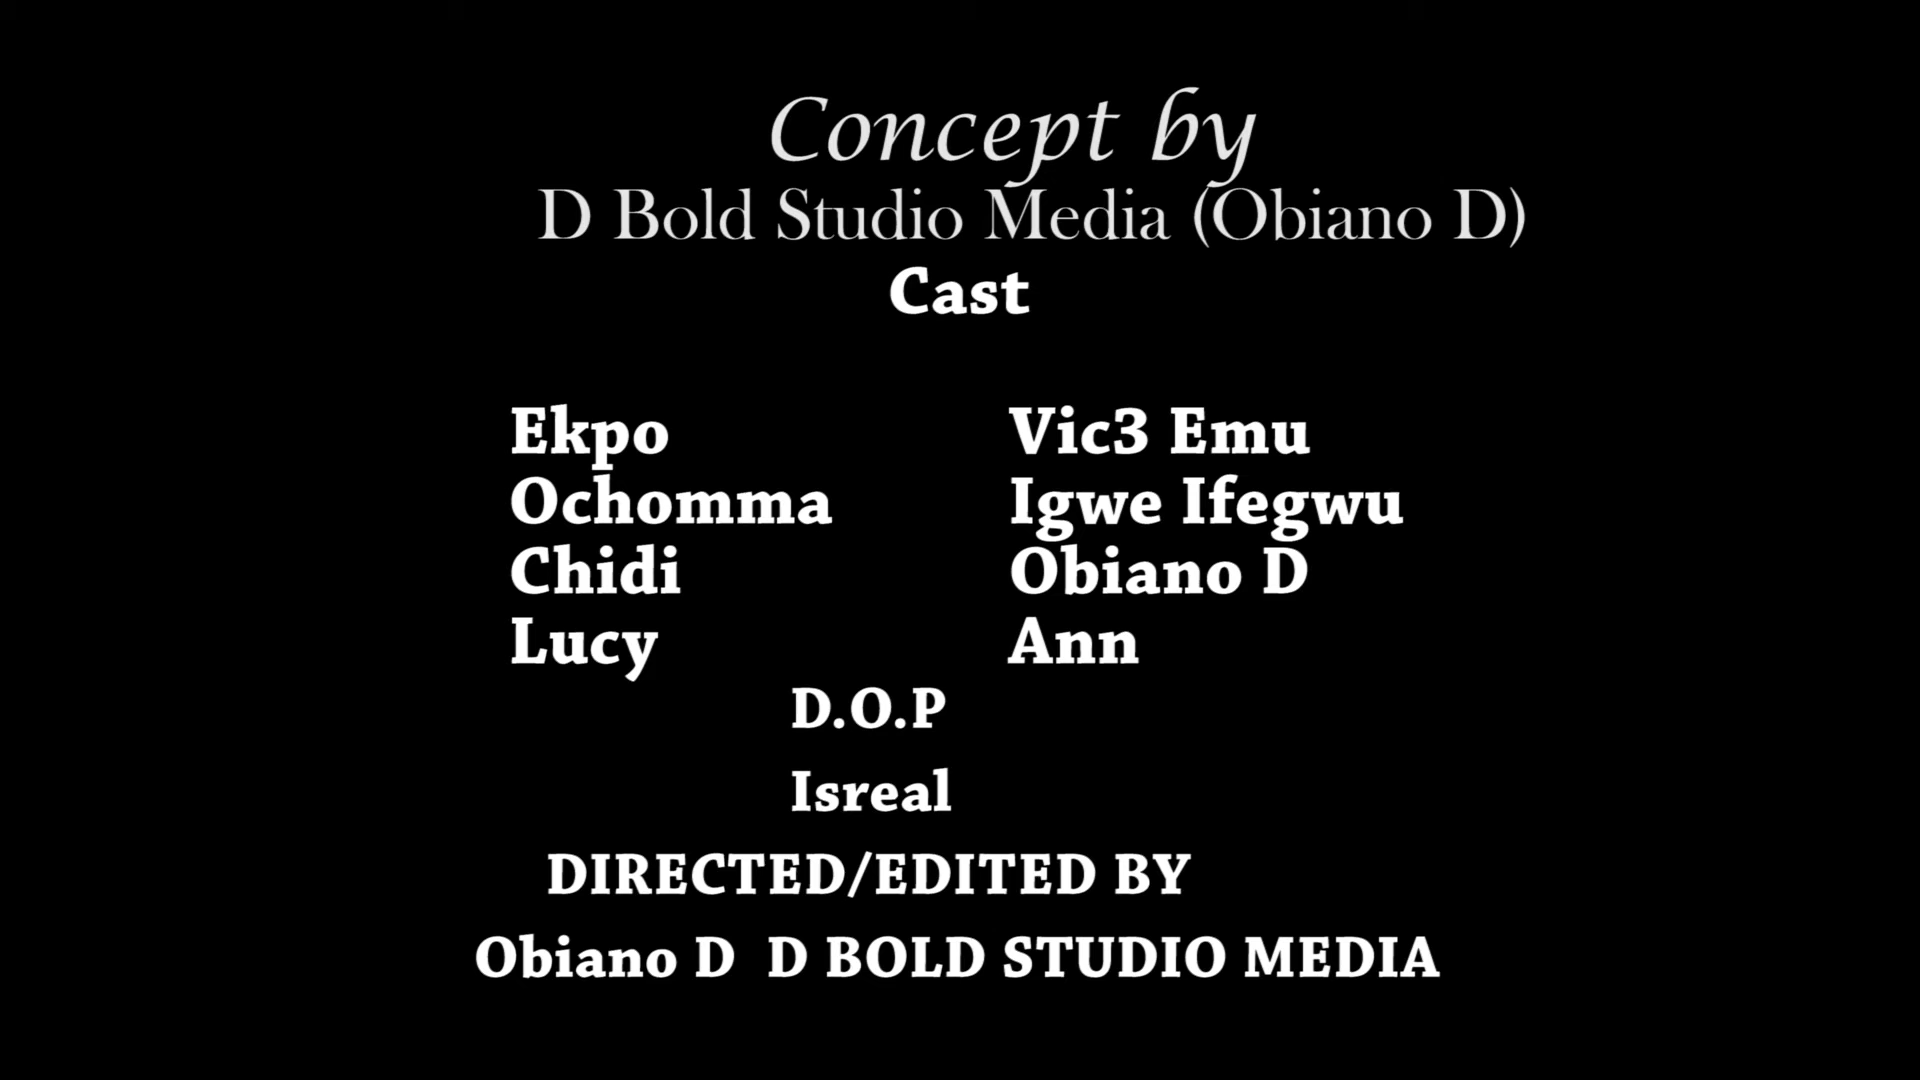 Concept by
D Bold Studio Media (Obiano D)
Cast
Ekpo Vic3 Emu
Ochomma Igwe Ifegwu
Chidi Obiano D
Lucy Ann
D.O.P
Isreal
DIRECTED/EDITED BY
Obiano D D BOLD STUDIO MEDIA